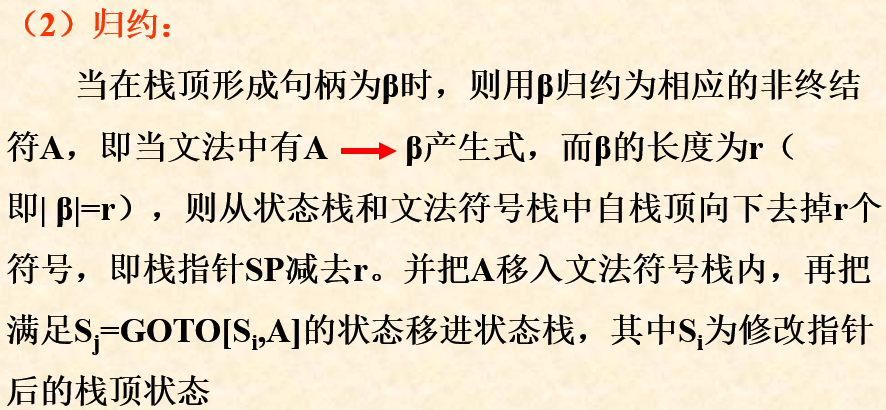 （2）归约：
当在栈顶形成句柄为β时，则用β归约为相应的非终结
符A，即当文法中有A → β产生式，而β的长度为r（
即| β|=r），则从状态栈和文法符号栈中自栈顶向下去掉r个
符号，即栈指针SP减去r。并把A移入文法符号栈内，再把
满足Sj=GOTO[Si,A]的状态移进状态栈，其中Si为修改指针
后的栈顶状态